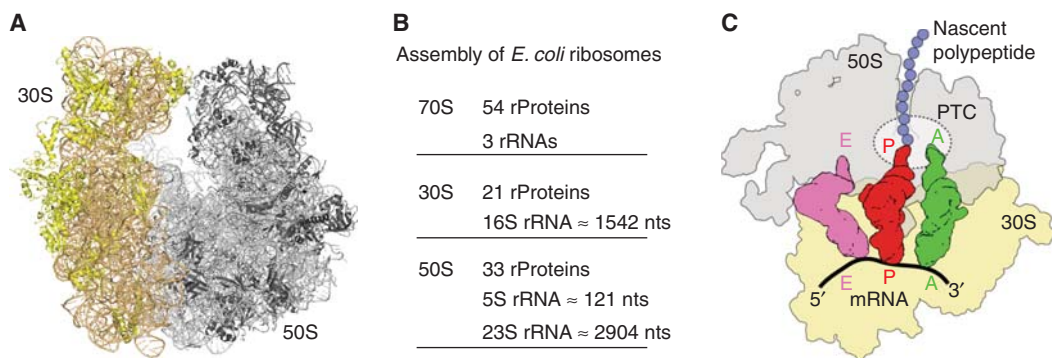 A
30S
50S
B
Assembly of E. coli ribosomes
70S 54 rProteins
3 rRNAs
30S 21 rProteins
16S rRNA ≈ 1542 nts
50S 33 rProteins
5S rRNA ≈ 121 nts
23S rRNA ≈ 2904 nts
C
Nascent
polypeptide
50S
PTC
E P A
30S
E P A
5′ mRNA 3′